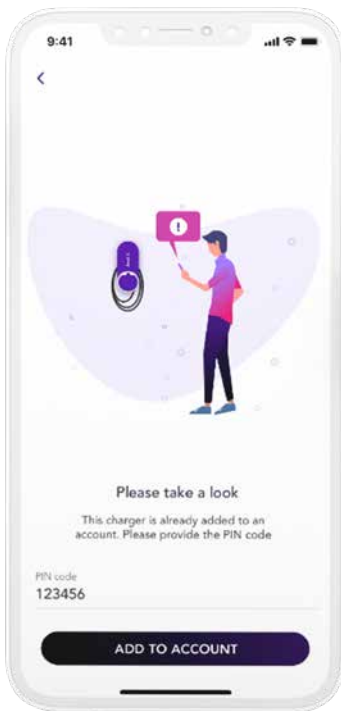 9:41
!
Please take a look
This charger is already added to an
account. Please provide the PIN code
PIN code
123456
ADD TO ACCOUNT